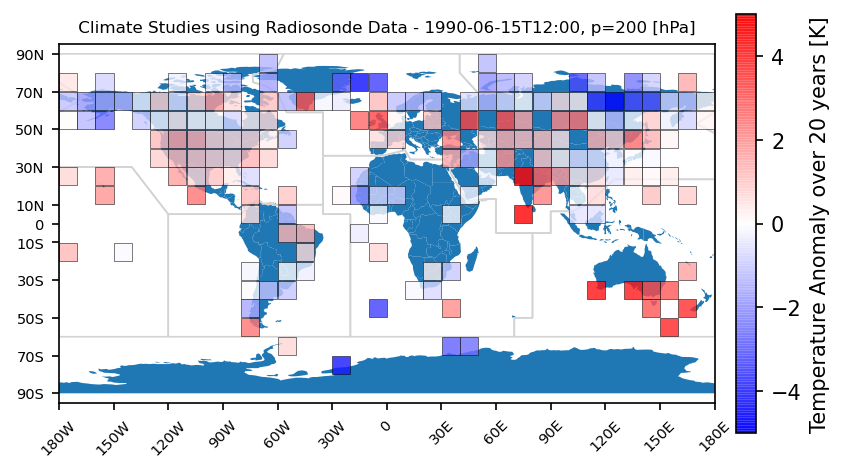 Climate Studies using Radiosonde Data - 1990-06-15T12:00, p=200 [hPa]
90N
70N
50N
30N
10N
0
10S
30S
50S
70S
90S
180W
150W
120W
90W
60W
30W
0
30E
60E
90E
120E
150E
180E
4
2
0
−2
−4
Temperature Anomaly over 20 years [K]